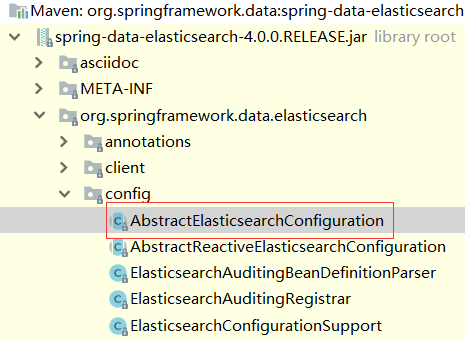 Maven: org.springframework.data:spring-data-elasticsearch
spring-data-elasticsearch-4.0.0.RELEASE.jar library root
asciidoc
META-INF
org.springframework.data.elasticsearch
annotations
client
config
AbstractElasticsearchConfiguration
AbstractReactiveElasticsearchConfiguration
ElasticsearchAuditingBeanDefinitionParser
ElasticsearchAuditingRegistrar
ElasticsearchConfigurationSupport